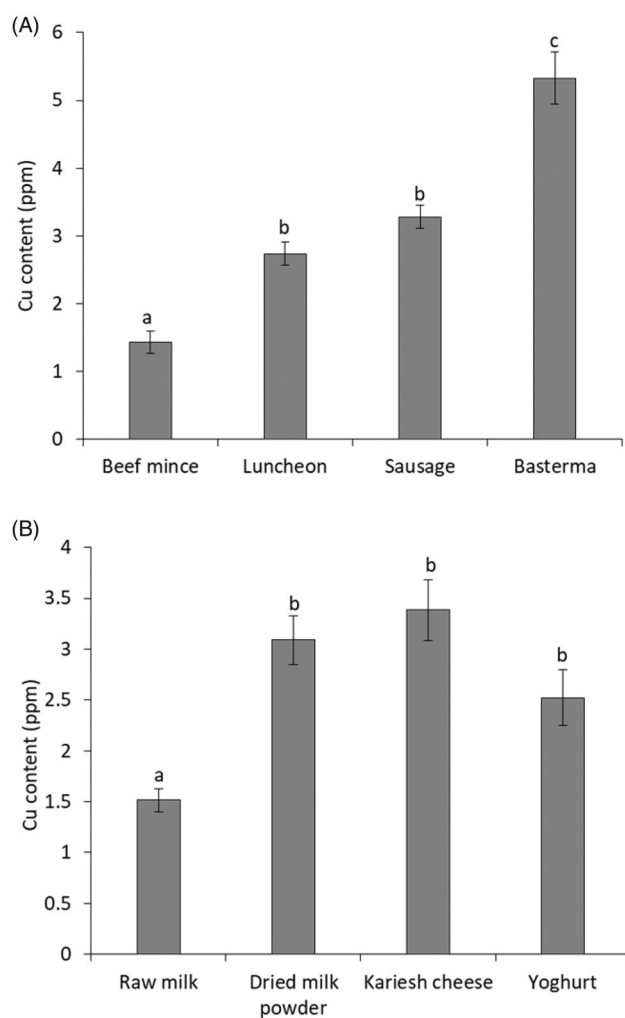 (A)
Cu content (ppm)
6
5
4
3
2
1
0
a
b
b
c
Beef mince
Luncheon
Sausage
Basterma
(B)
Cu content (ppm)
4
3.5
3
2.5
2
1.5
1
0.5
0
a
b
b
b
Raw milk
Dried milk
powder
Kariesh cheese
Yoghurt